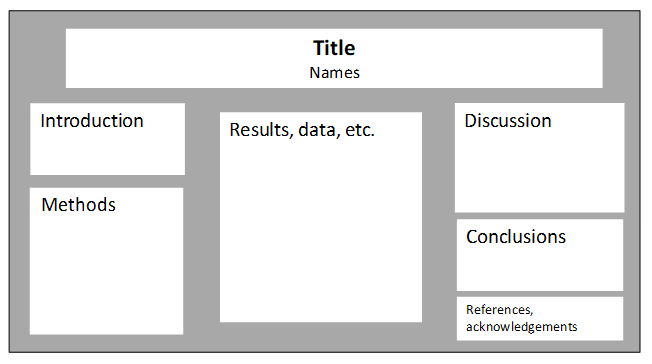 Title
Names
Introduction
Methods
Results, data, etc.
Discussion
Conclusions
References,
acknowledgements